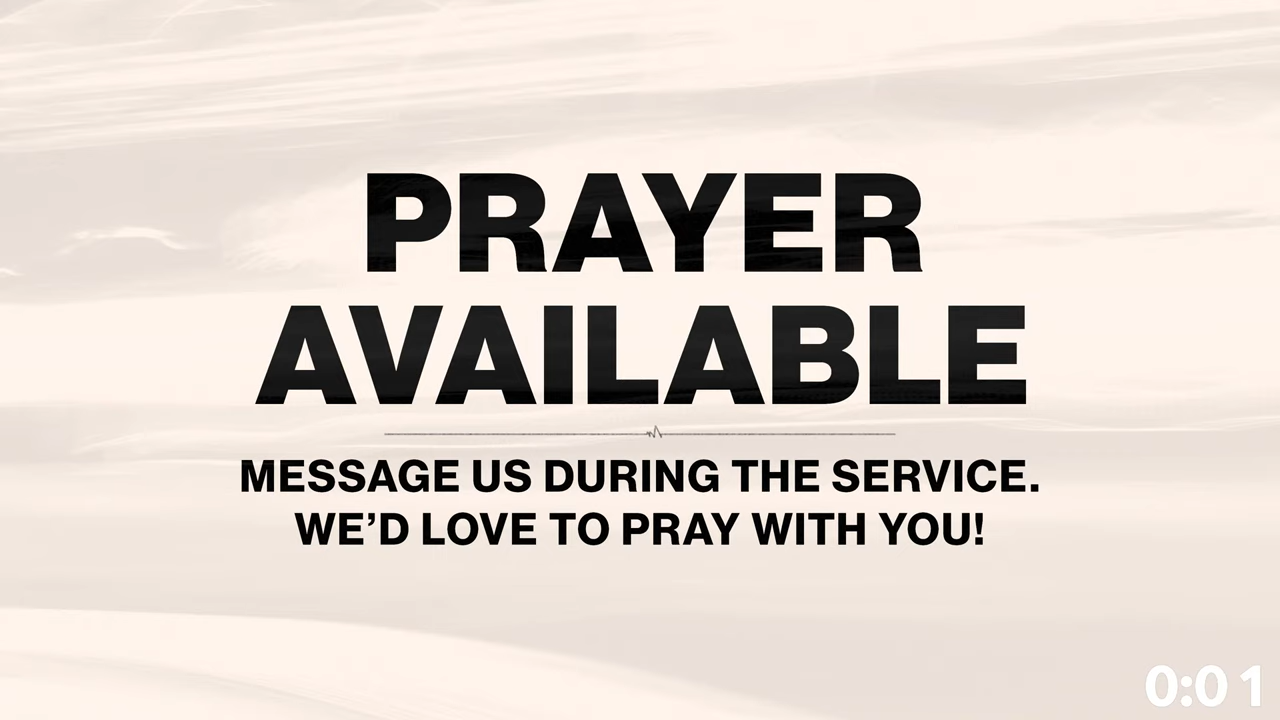 PRAYER
AVAILABLE
MESSAGE US DURING THE SERVICE.
WE’D LOVE TO PRAY WITH YOU!
0:01